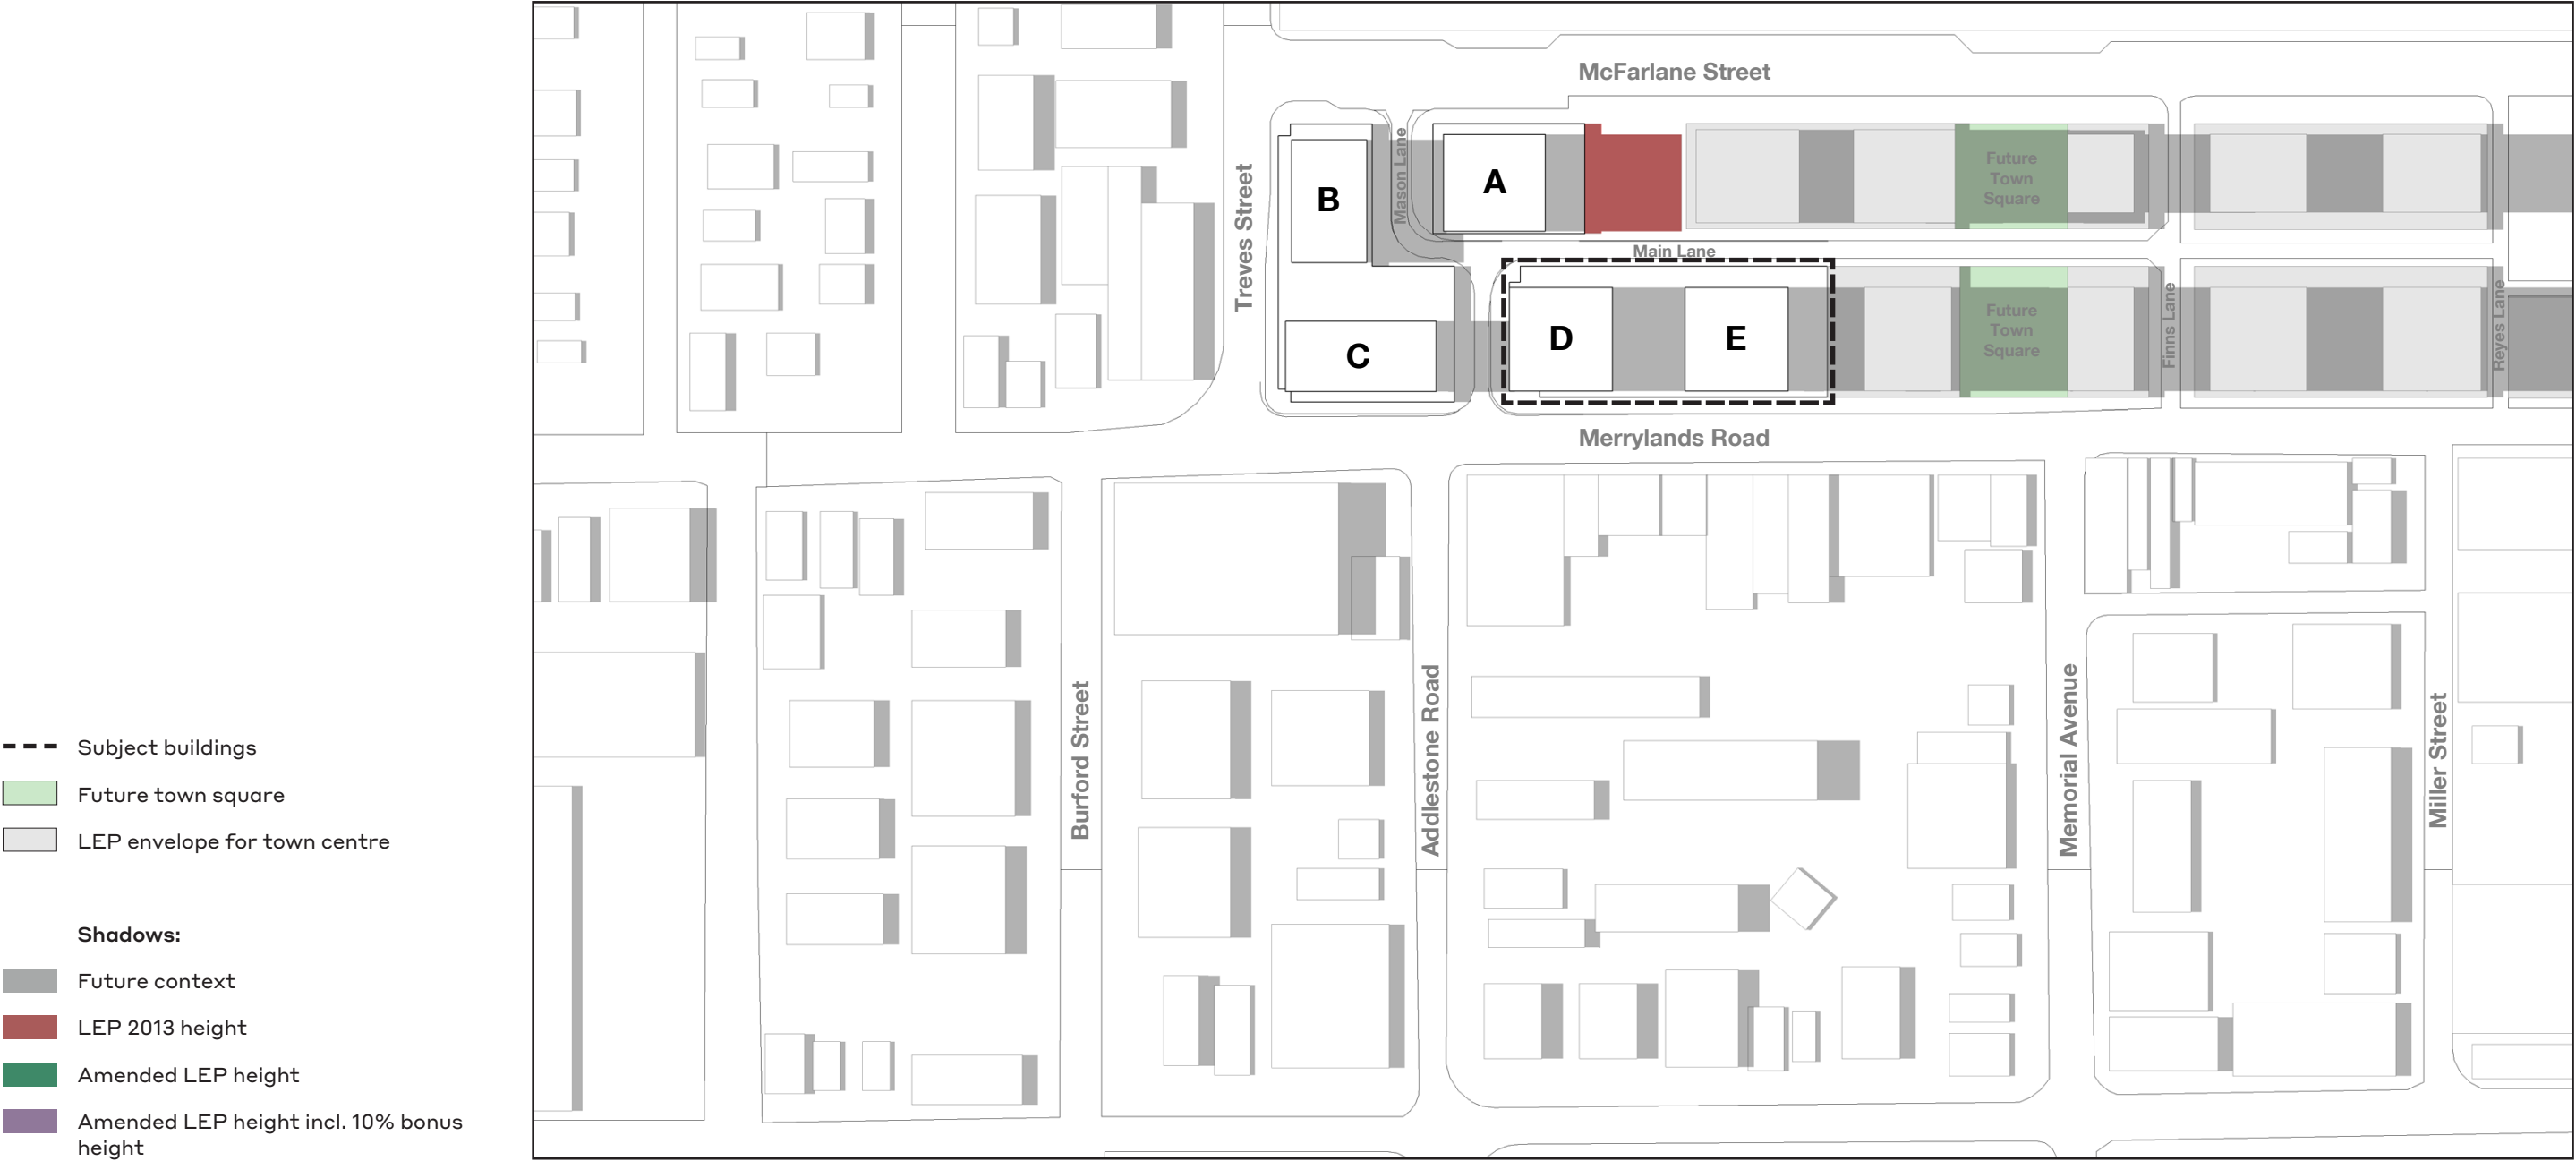 McFarlane Street
Treves Street
Mason Lane
B
A
Future
Town
Square
Main Lane
C
D
E
Future
Town
Square
Finns Lane
Reyes Lane
Merrylands Road
Burford Street
Addlestone Road
Memorial Avenue
Miller Street
Subject buildings
Future town square
LEP envelope for town centre
Shadows:
Future context
LEP 2013 height
Amended LEP height
Amended LEP height incl. 10% bonus
height